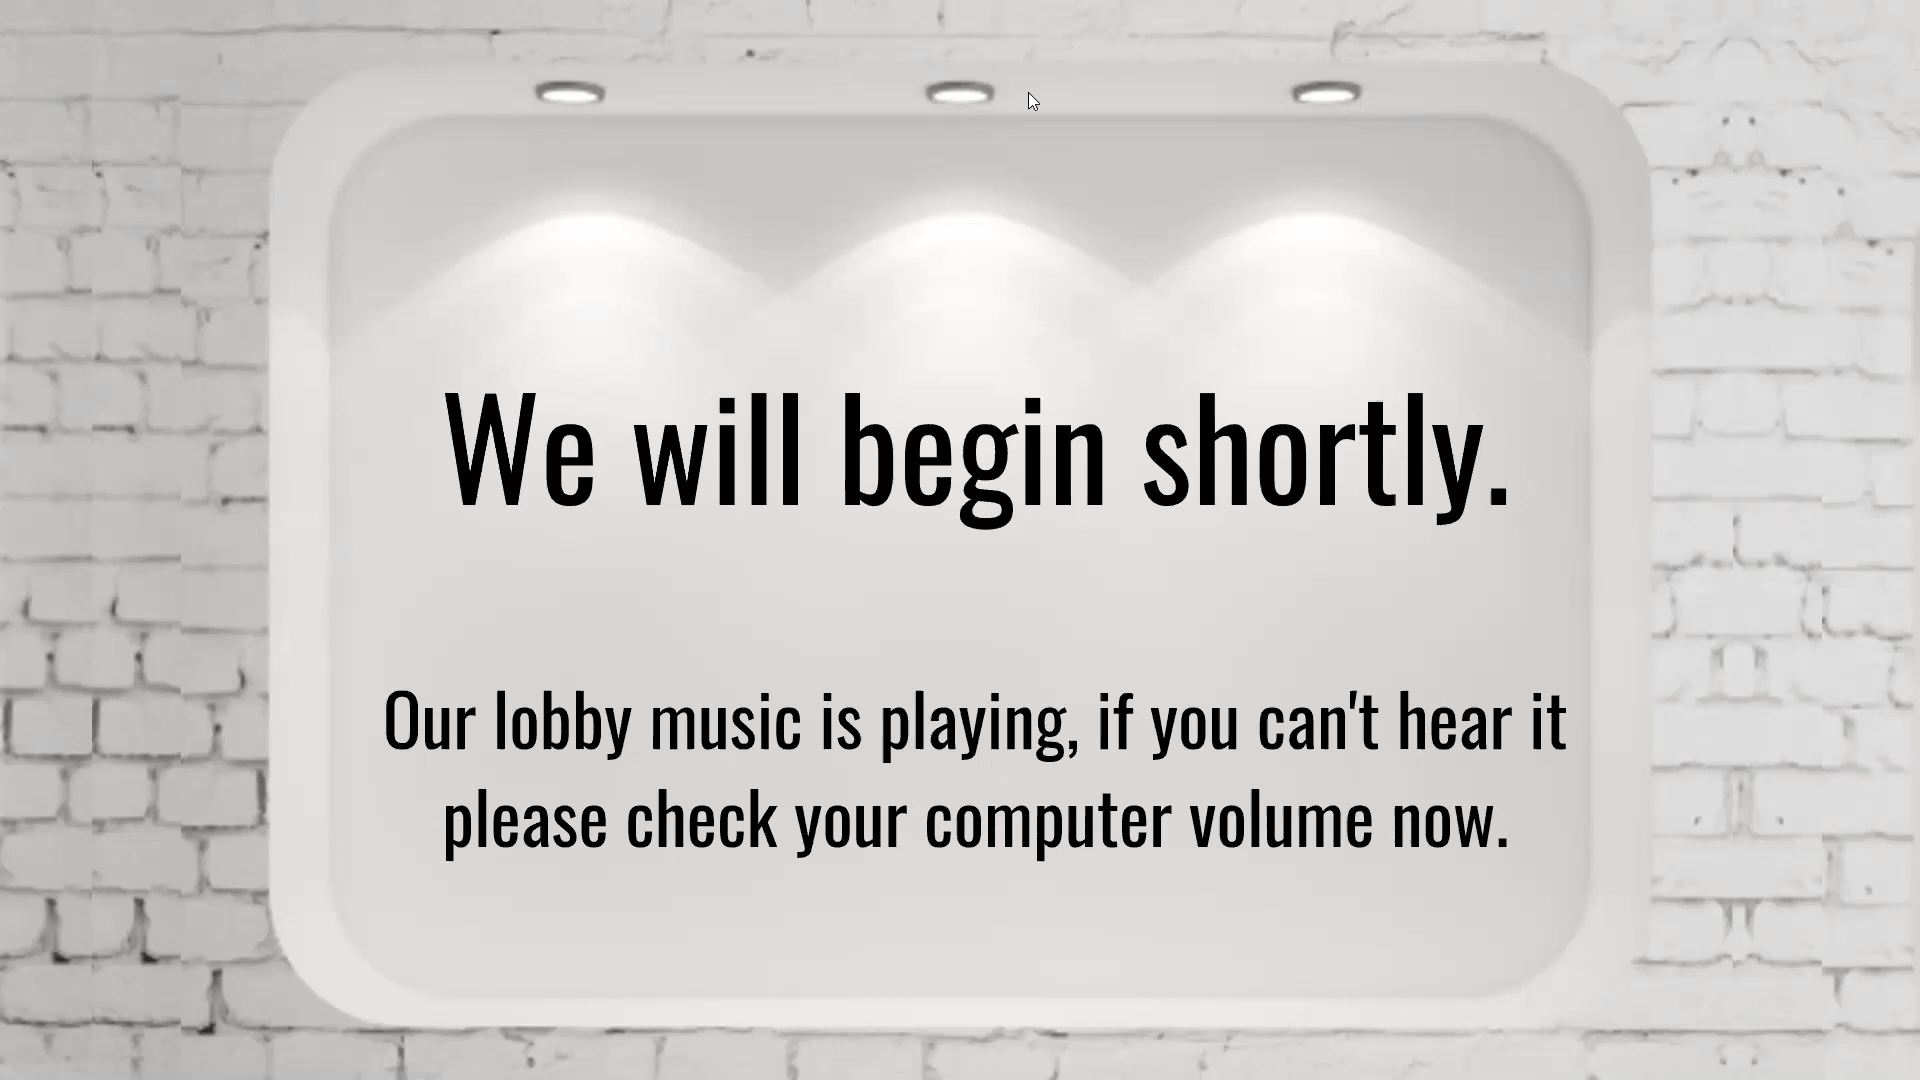 We will begin shortly.
Our lobby music is playing, if you can't hear it
please check your computer volume now.